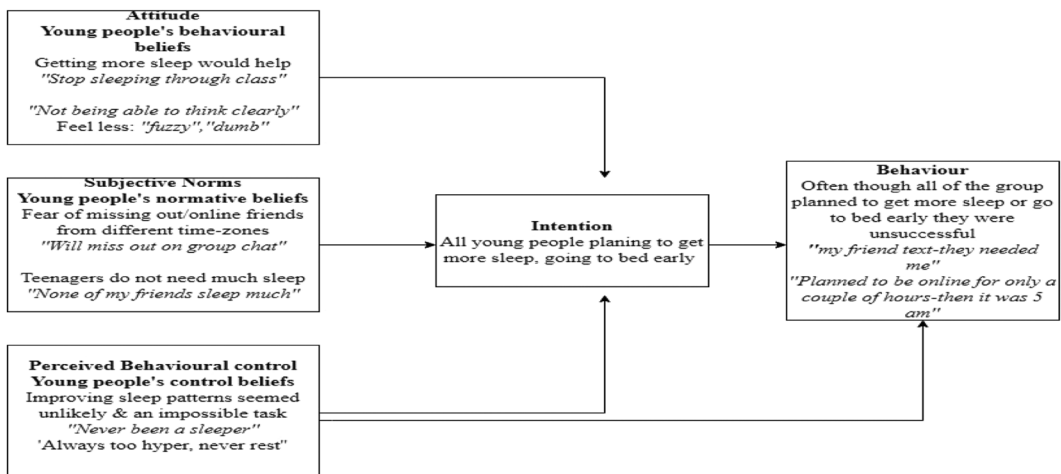 Attitude
Young people's behavioural
beliefs
Getting more sleep would help
"Stop sleeping through class"
"Not being able to think clearly"
Feel less: "fuzzy","dumb"
Subjective Norms
Young people's normative beliefs
Fear of missing out/online friends
from different time-zones
"Will miss out on group chat"
Teenagers do not need much sleep
"None of my friends sleep much"
Perceived Behavioural control
Young people's control beliefs
Improving sleep patterns seemed
unlikely & an impossible task
"Never been a sleeper"
'Always too hyper, never rest"
Intention
All young people planing to get
more sleep, going to bed early
Behaviour
Often though all of the group
planned to get more sleep or go
to bed early they were
unsuccessful
"my friend text-they needed
me"
"Planned to be online for only a
couple of hours-then it was 5
am"